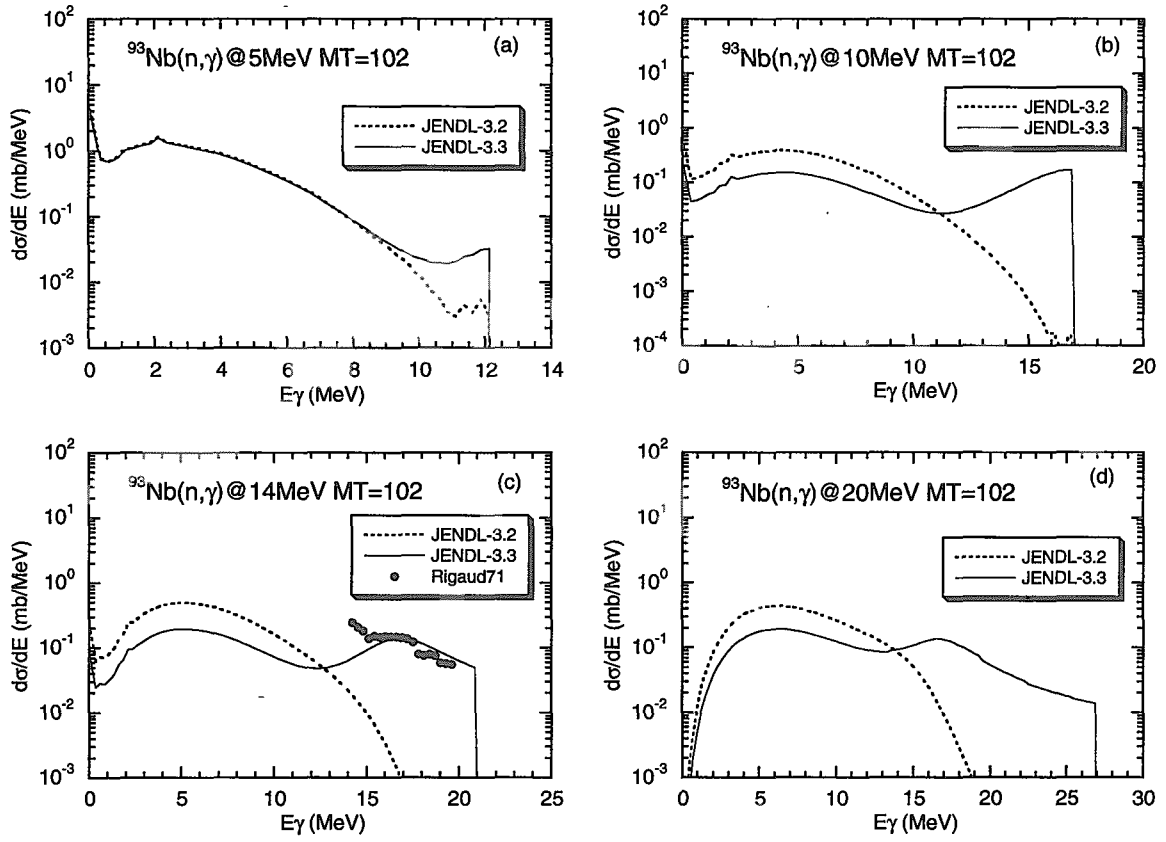 10²
⁹³Nb(n,γ)@5MeV MT=102
(a)
10¹
JENDL-3.2
JENDL-3.3
10⁰
10⁻¹
10⁻²
10⁻³
dσ/dE (mb/MeV)
0 2 4 6 8 10 12 14
Eγ (MeV)
10²
⁹³Nb(n,γ)@10MeV MT=102
(b)
10¹
JENDL-3.2
JENDL-3.3
10⁰
10⁻¹
10⁻²
10⁻³
10⁻⁴
dσ/dE (mb/MeV)
0 5 10 15 20
Eγ (MeV)
10²
⁹³Nb(n,γ)@14MeV MT=102
(c)
10¹
JENDL-3.2
JENDL-3.3
Rigaud71
10⁰
10⁻¹
10⁻²
10⁻³
dσ/dE (mb/MeV)
0 5 10 15 20 25
Eγ (MeV)
10²
⁹³Nb(n,γ)@20MeV MT=102
(d)
10¹
JENDL-3.2
JENDL-3.3
10⁰
10⁻¹
10⁻²
10⁻³
dσ/dE (mb/MeV)
0 5 10 15 20 25 30
Eγ (MeV)